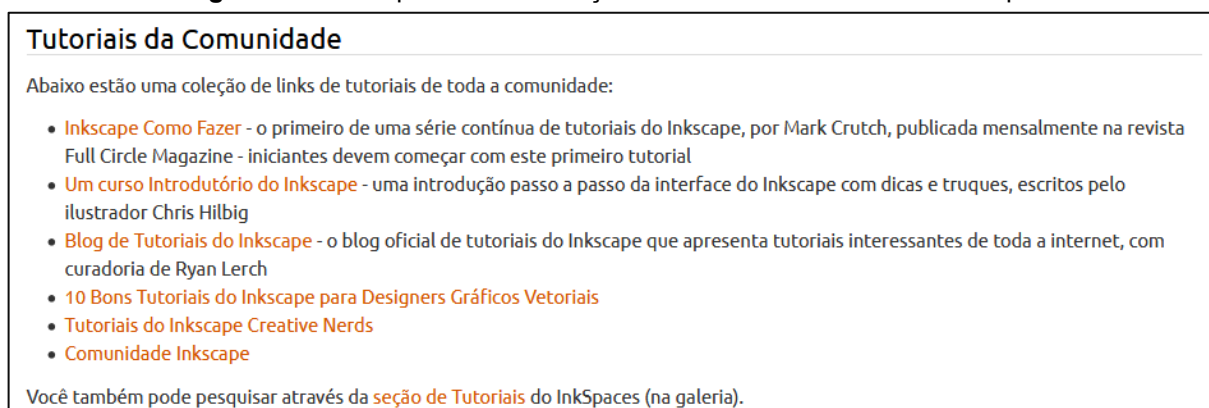 Tutoriais da Comunidade
Abaixo estão uma coleção de links de tutoriais de toda a comunidade:
• Inkscape Como Fazer - o primeiro de uma série contínua de tutoriais do Inkscape, por Mark Crutch, publicada mensalmente na revista
Full Circle Magazine - iniciantes devem começar com este primeiro tutorial
• Um curso Introdutório do Inkscape - uma introdução passo a passo da interface do Inkscape com dicas e truques, escritos pelo
ilustrador Chris Hilbig
• Blog de Tutoriais do Inkscape - o blog oficial de tutoriais do Inkscape que apresenta tutoriais interessantes de toda a internet, com
curadoria de Ryan Lerch
• 10 Bons Tutoriais do Inkscape para Designers Gráficos Vetoriais
• Tutoriais do Inkscape Creative Nerds
• Comunidade Inkscape
Você também pode pesquisar através da seção de Tutoriais do InkSpaces (na galeria).